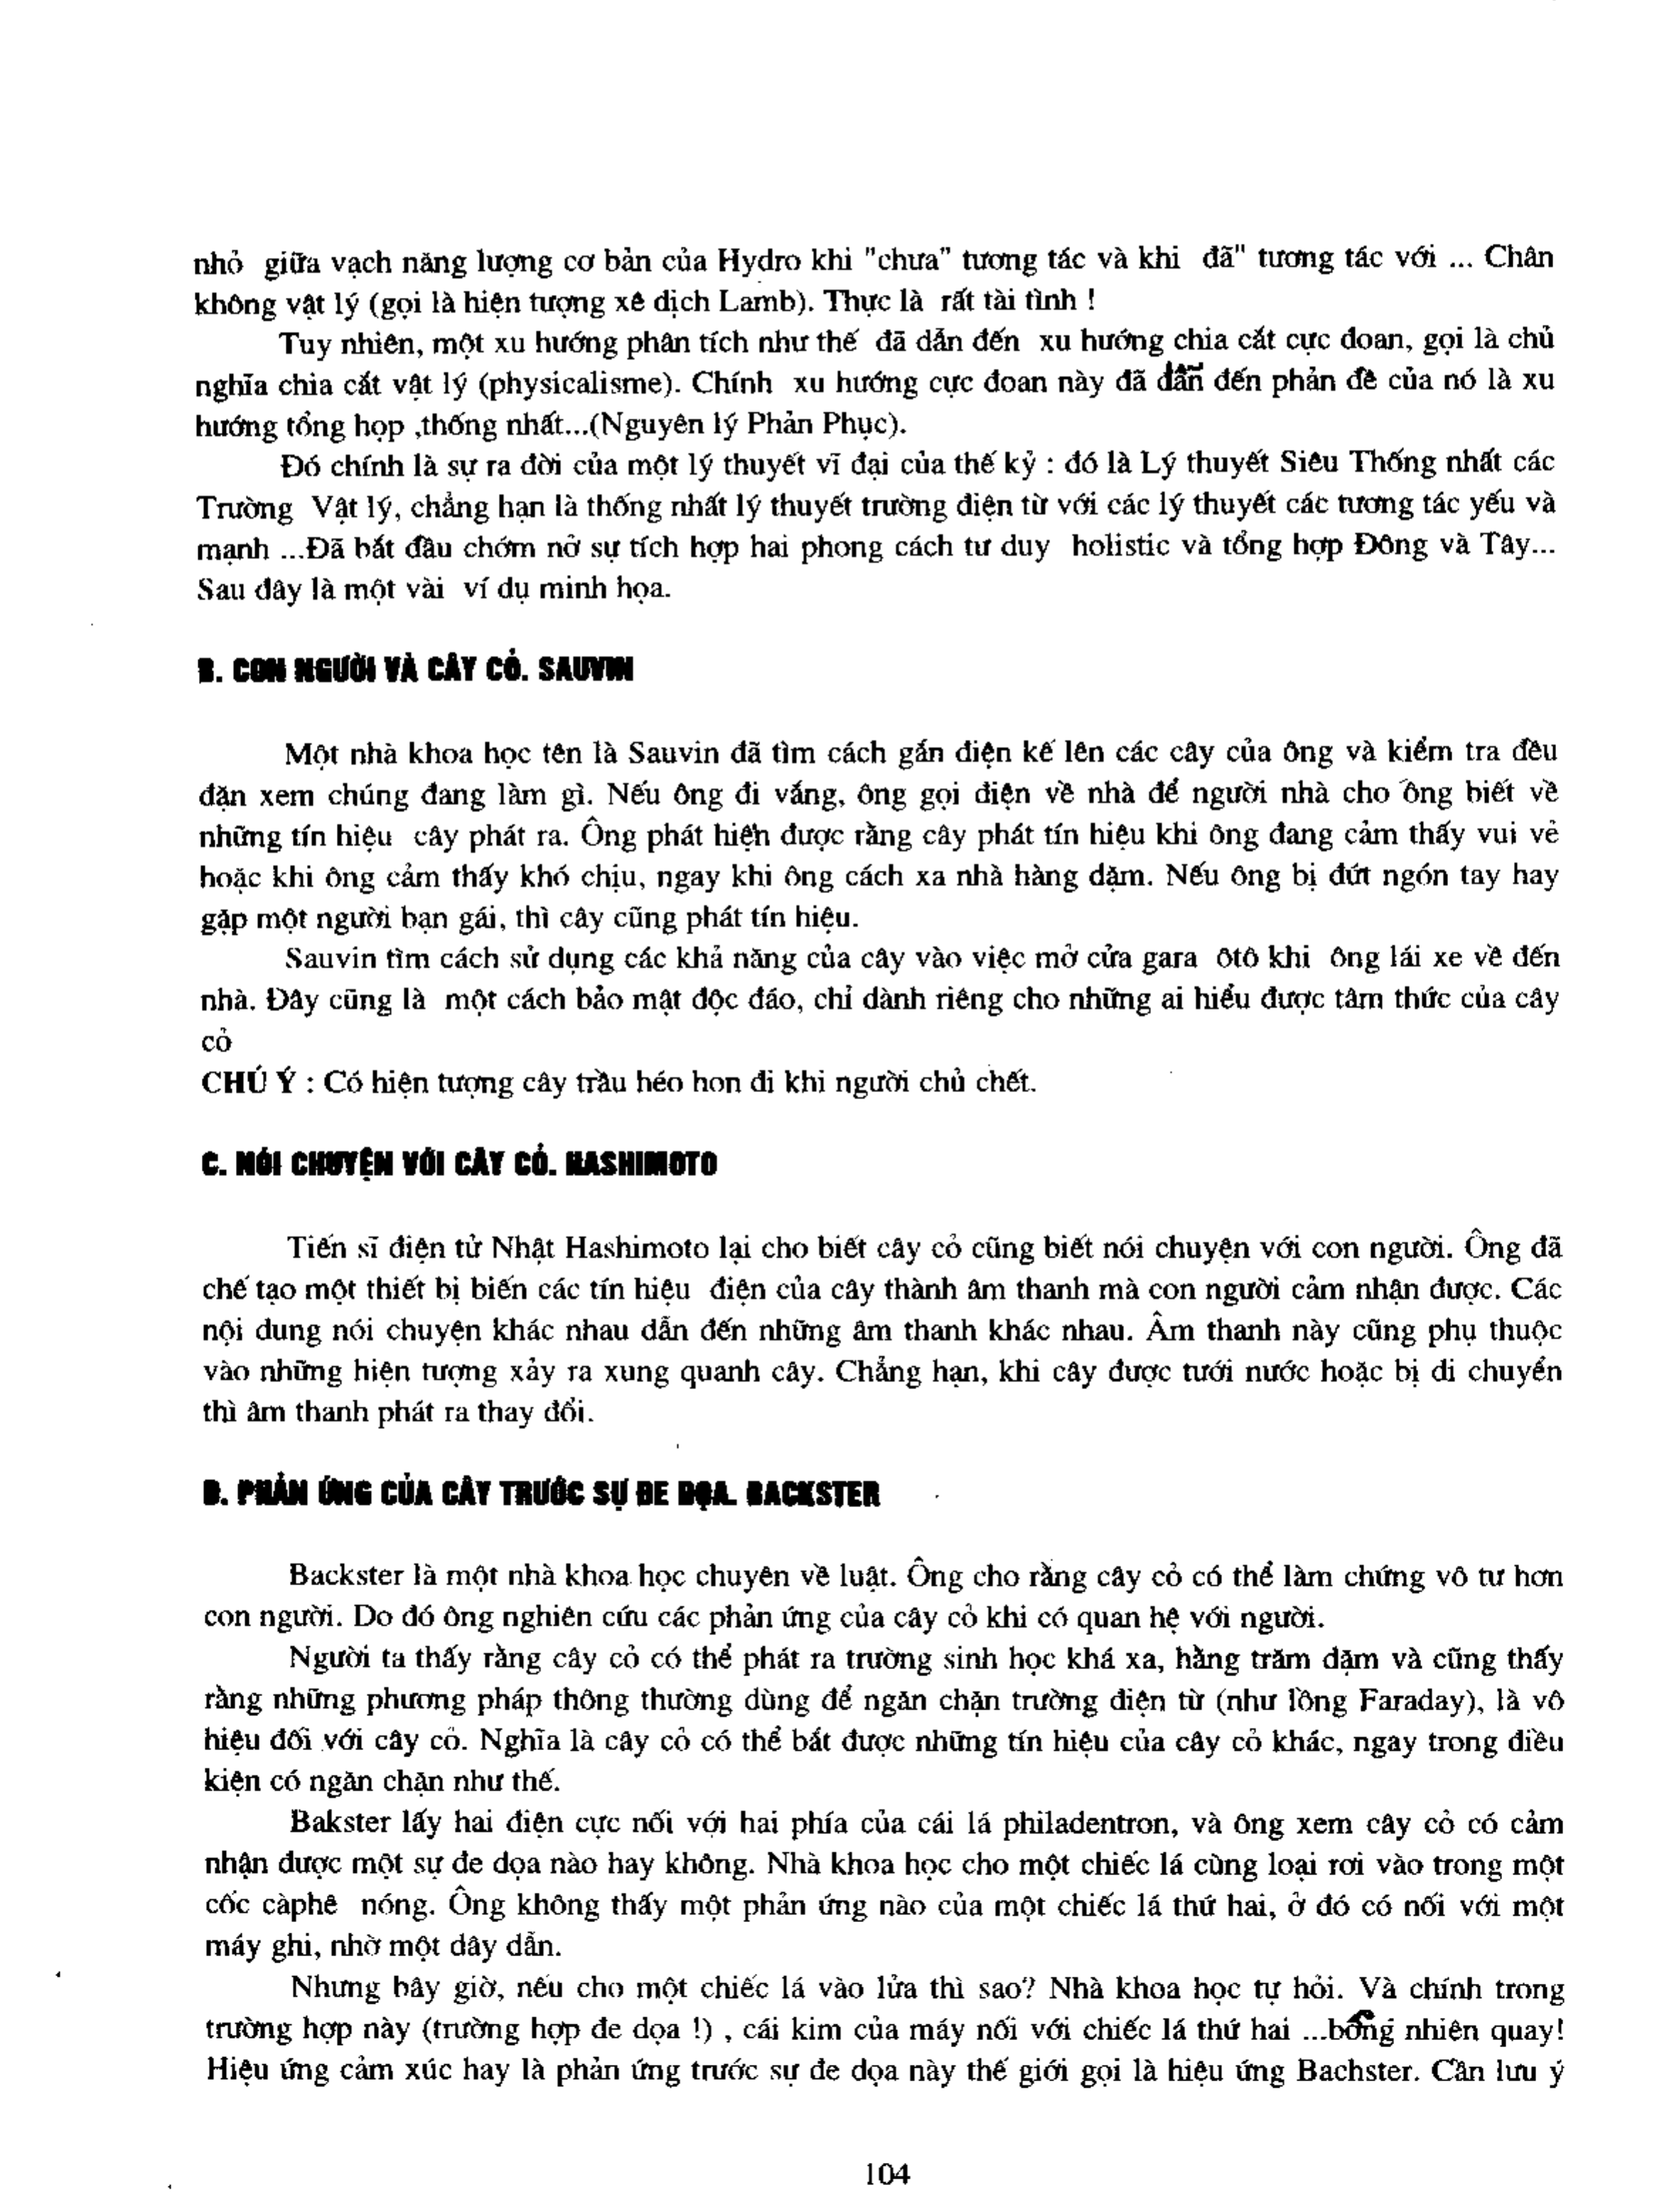 nhỏ giữa vạch năng lượng cơ bản của Hydro khi "chưa" tương tác và khi đã" tương tác với ... Chân
không vật lý (gọi là hiện tượng xê dịch Lamb). Thực là rất tài tình !
Tuy nhiên, một xu hướng phân tích như thế đã dẫn đến xu hướng chia cắt cực đoan, gọi là chủ
nghĩa chia cắt vật lý (physicalisme). Chính xu hướng cực đoan này đã dẫn đến phản đề của nó là xu
hướng tổng hợp ,thống nhất...(Nguyên lý Phản Phục).
Đó chính là sự ra đời của một lý thuyết vĩ đại của thế kỷ : đó là Lý thuyết Siêu Thống nhất các
Trường Vật lý, chẳng hạn là thống nhất lý thuyết trường điện từ với các lý thuyết các tương tác yếu và
mạnh ...Đã bắt đầu chớm nở sự tích hợp hai phong cách tư duy holistic và tổng hợp Đông và Tây...
Sau đây là một vài ví dụ minh họa.
B. CON NGƯỜI VÀ CÂY CỎ. SAUVIN
Một nhà khoa học tên là Sauvin đã tìm cách gắn điện kế lên các cây của ông và kiểm tra đều
đặn xem chúng đang làm gì. Nếu ông đi vắng, ông gọi điện về nhà để người nhà cho ông biết về
những tín hiệu cây phát ra. Ông phát hiện được rằng cây phát tín hiệu khi ông đang cảm thấy vui vẻ
hoặc khi ông cảm thấy khó chịu, ngay khi ông cách xa nhà hàng dặm. Nếu ông bị đứt ngón tay hay
gặp một người bạn gái, thì cây cũng phát tín hiệu.
Sauvin tìm cách sử dụng các khả năng của cây vào việc mở cửa gara ôtô khi ông lái xe về đến
nhà. Đây cũng là một cách bảo mật độc đáo, chỉ dành riêng cho những ai hiểu được tâm thức của cây
cỏ
CHÚ Ý : Có hiện tượng cây trầu héo hon đi khi người chủ chết.
C. NÓI CHUYỆN VỚI CÂY CỎ. HASHIMOTO
Tiến sĩ điện tử Nhật Hashimoto lại cho biết cây cỏ cũng biết nói chuyện với con người. Ông đã
chế tạo một thiết bị biến các tín hiệu điện của cây thành âm thanh mà con người cảm nhận được. Các
nội dung nói chuyện khác nhau dẫn đến những âm thanh khác nhau. Âm thanh này cũng phụ thuộc
vào những hiện tượng xảy ra xung quanh cây. Chẳng hạn, khi cây được tưới nước hoặc bị di chuyển
thì âm thanh phát ra thay đổi.
D. PHẢN ỨNG CỦA CÂY TRƯỚC SỰ ĐE DỌA. BACKSTER
Backster là một nhà khoa học chuyên về luật. Ông cho rằng cây cỏ có thể làm chứng vô tư hơn
con người. Do đó ông nghiên cứu các phản ứng của cây cỏ khi có quan hệ với người.
Người ta thấy rằng cây cỏ có thể phát ra trường sinh học khá xa, hằng trăm dặm và cũng thấy
rằng những phương pháp thông thường dùng để ngăn chặn trường điện từ (như lồng Faraday), là vô
hiệu đối với cây cỏ. Nghĩa là cây cỏ có thể bắt được những tín hiệu của cây cỏ khác, ngay trong điều
kiện có ngăn chặn như thế.
Bakster lấy hai điện cực nối với hai phía của cái lá philadentron, và ông xem cây cỏ có cảm
nhận được một sự đe dọa nào hay không. Nhà khoa học cho một chiếc lá cùng loại rơi vào trong một
cốc càphê nóng. Ông không thấy một phản ứng nào của một chiếc lá thứ hai, ở đó có nối với một
máy ghi, nhờ một dây dẫn.
Nhưng bây giờ, nếu cho một chiếc lá vào lửa thì sao? Nhà khoa học tự hỏi. Và chính trong
trường hợp này (trường hợp đe dọa !) , cái kim của máy nối với chiếc lá thứ hai ...bỗng nhiên quay!
Hiệu ứng cảm xúc hay là phản ứng trước sự đe dọa này thế giới gọi là hiệu ứng Bachster. Cần lưu ý
104